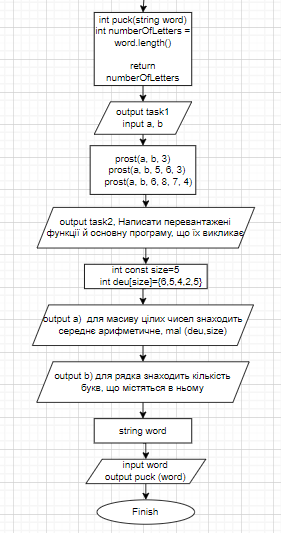 int puck(string word)
int numberOfLetters =
word.length()
return
numberOfLetters
output task1
input a, b
prost(a, b, 3)
prost(a, b, 5, 6, 3)
prost(a, b, 6, 8, 7, 4)
output task2, Написати перевантажені
функції й основну програму, що їх викликає
int const size=5
int deu[size]={6,5,4,2,5}
output a) для масиву цілих чисел знаходить
середнє арифметичне, mal (deu,size)
output b) для рядка знаходить кількість
букв, що містяться в ньому
string word
input word
output puck (word)
Finish